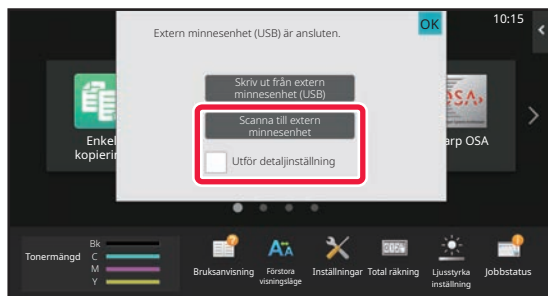 Extern minnesenhet (USB) är ansluten.
OK
10:15
Skriv ut från extern
minnesenhet (USB)
Scanna till extern
minnesenhet
Utför detaljinställning
Enkel
kopierin
arp OSA
Tonermängd
Bk
C
M
Y
Bruksanvisning
Förstora
visningsläge
Inställningar
Total räkning
Ljusstyrka
inställning
Jobbstatus